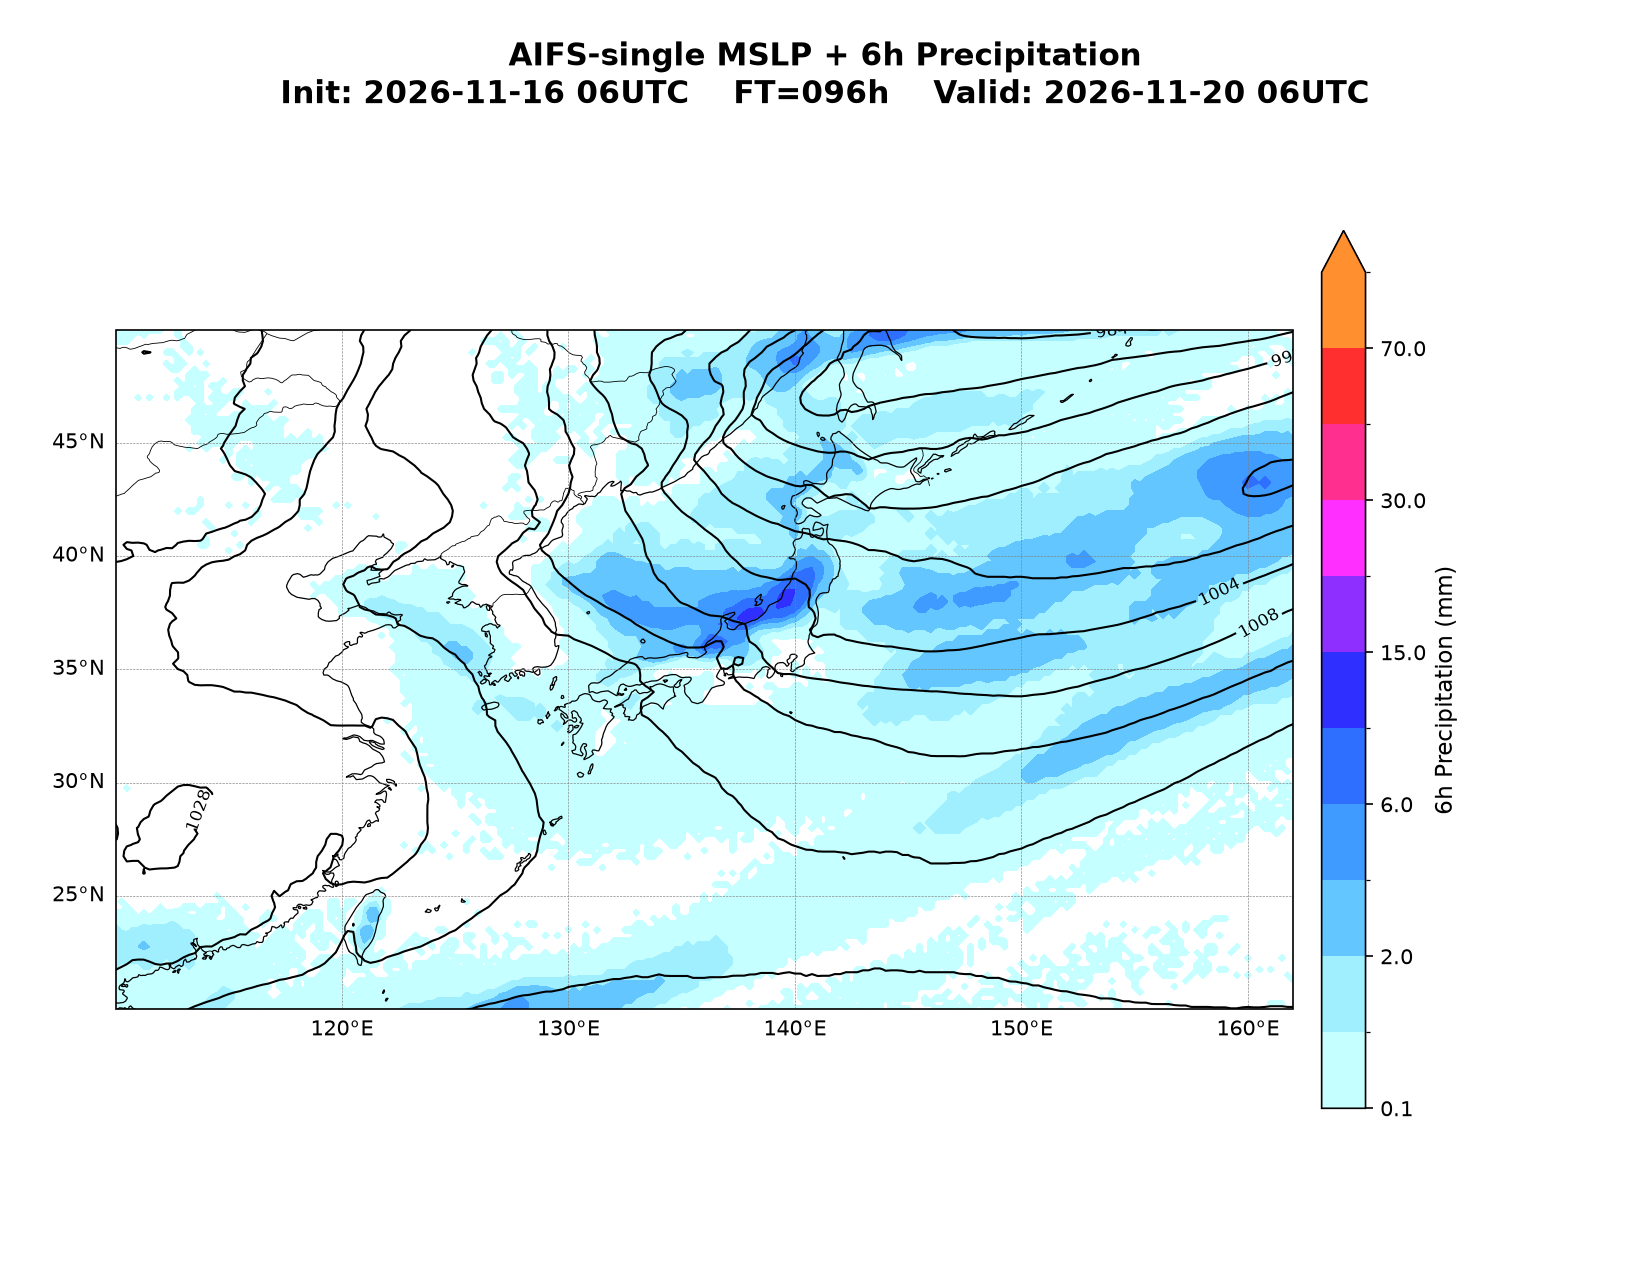 AIFS-single MSLP + 6h Precipitation
Init: 2026-11-16 06UTC    FT=096h    Valid: 2026-11-20 06UTC
70.0
30.0
15.0
6.0
2.0
0.1
6h Precipitation (mm)
45°N
40°N
35°N
30°N
25°N
120°E
130°E
140°E
150°E
160°E
1004
1008
1028